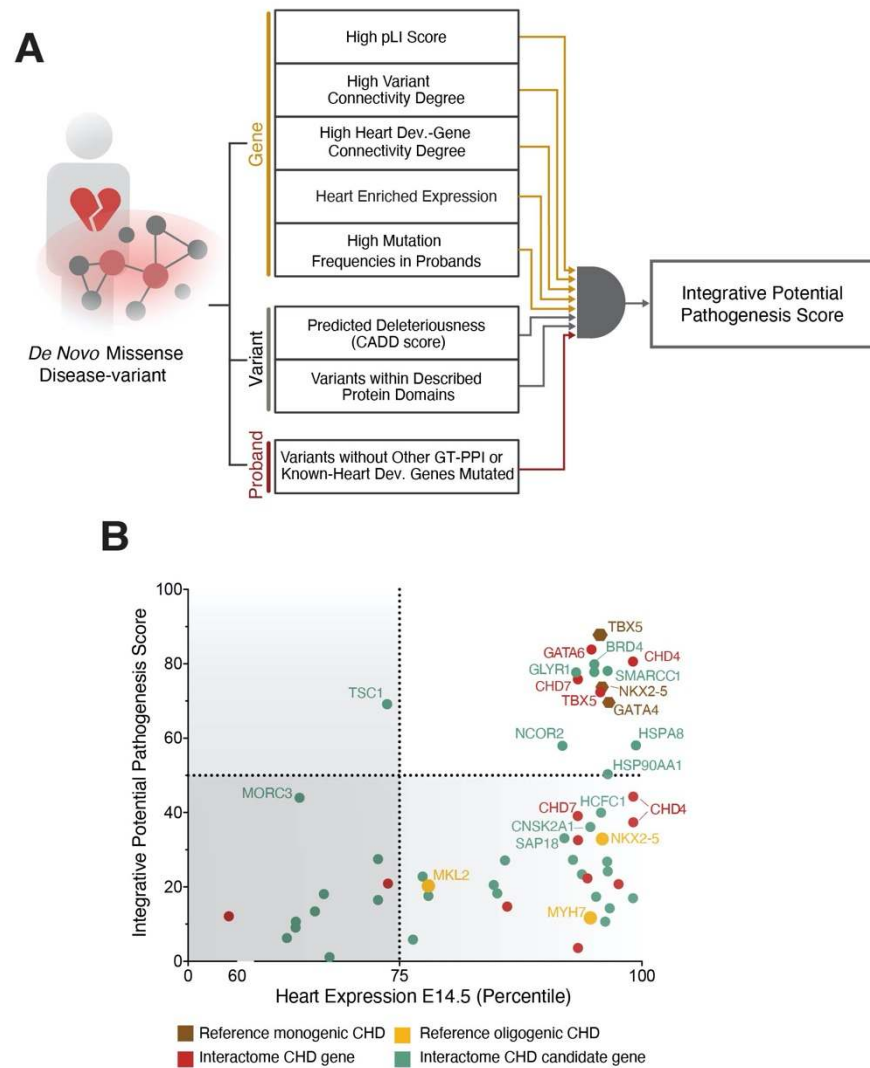 A
Gene
High pLI Score
High Variant
Connectivity Degree
High Heart Dev.-Gene
Connectivity Degree
Heart Enriched Expression
High Mutation
Frequencies in Probands
Variant
Predicted Deleteriousness
(CADD score)
Variants within Described
Protein Domains
Proband
Variants without Other GT-PPI or
Known-Heart Dev. Genes Mutated
De Novo Missense
Disease-variant
Integrative Potential
Pathogenesis Score
B
Integrative Potential Pathogenesis Score
100
80
60
40
20
0
TBX5
GATA6
BRD4
CHD4
GLYR1
SMARCC1
CHD7
NKX2-5
TBX5
GATA4
TSC1
NCOR2
HSPA8
HSP90AA1
MORC3
CHD7
HCFC1
CHD4
CNSK2A1
NKX2-5
SAP18
MKL2
MYH7
0
60
75
100
Heart Expression E14.5 (Percentile)
Reference monogenic CHD
Reference oligogenic CHD
Interactome CHD gene
Interactome CHD candidate gene